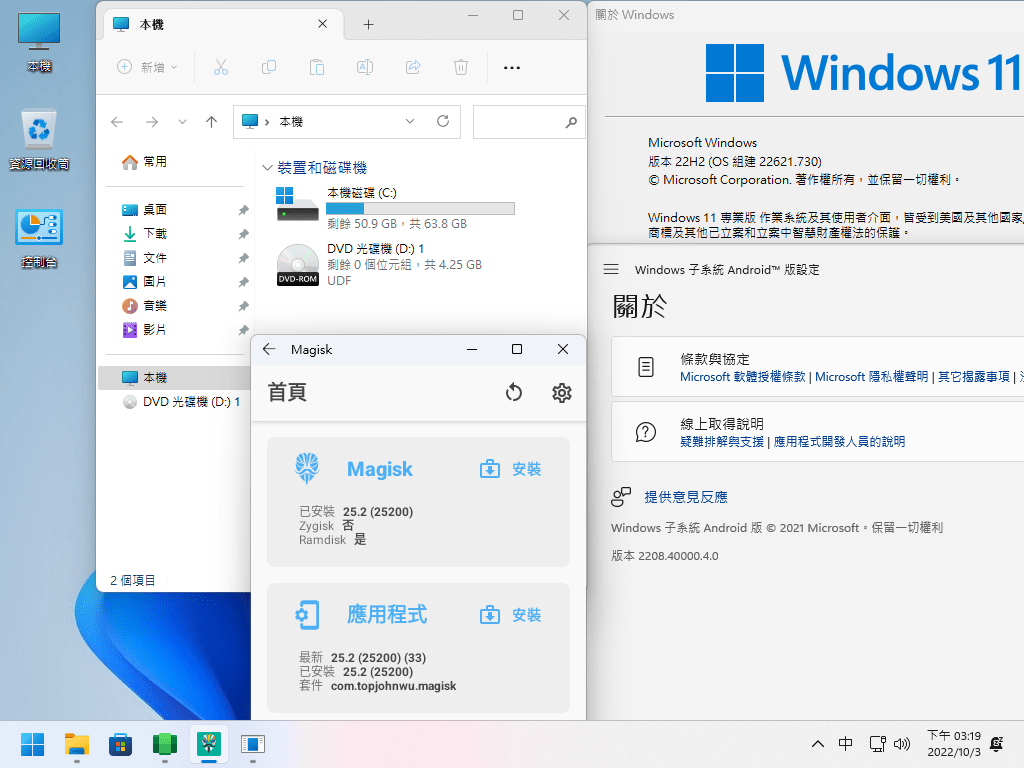 本機
資源回收筒
控制台
本機
新增
本機
常用
桌面
下載
文件
圖片
音樂
影片
本機
DVD 光碟機 (D:) 1
2 個項目
裝置和磁碟機
本機磁碟 (C:)
剩餘 50.9 GB，共 63.8 GB
DVD 光碟機 (D:) 1
剩餘 0 個位元組，共 4.25 GB
UDF
DVD-ROM
關於 Windows
Windows 11
Microsoft Windows
版本 22H2 (OS 組建 22621.730)
© Microsoft Corporation. 著作權所有，並保留一切權利。
Windows 11 專業版 作業系統及其使用者介面，皆受到美國及其他國家
商標及其他已立案和立案中智慧財產權法的保護。
Windows 子系統 Android™ 版設定
關於
條款與協定
Microsoft 軟體授權條款 | Microsoft 隱私權聲明 | 其它揭露事項 |
線上取得說明
疑難排解與支援 | 應用程式開發人員的說明
提供意見反應
Windows 子系統 Android 版 © 2021 Microsoft。保留一切權利
版本 2208.40000.4.0
Magisk
首頁
Magisk
安裝
已安裝 25.2 (25200)
Zygisk 否
Ramdisk 是
應用程式
安裝
最新 25.2 (25200) (33)
已安裝 25.2 (25200)
套件 com.topjohnwu.magisk
中
下午 03:19
2022/10/3